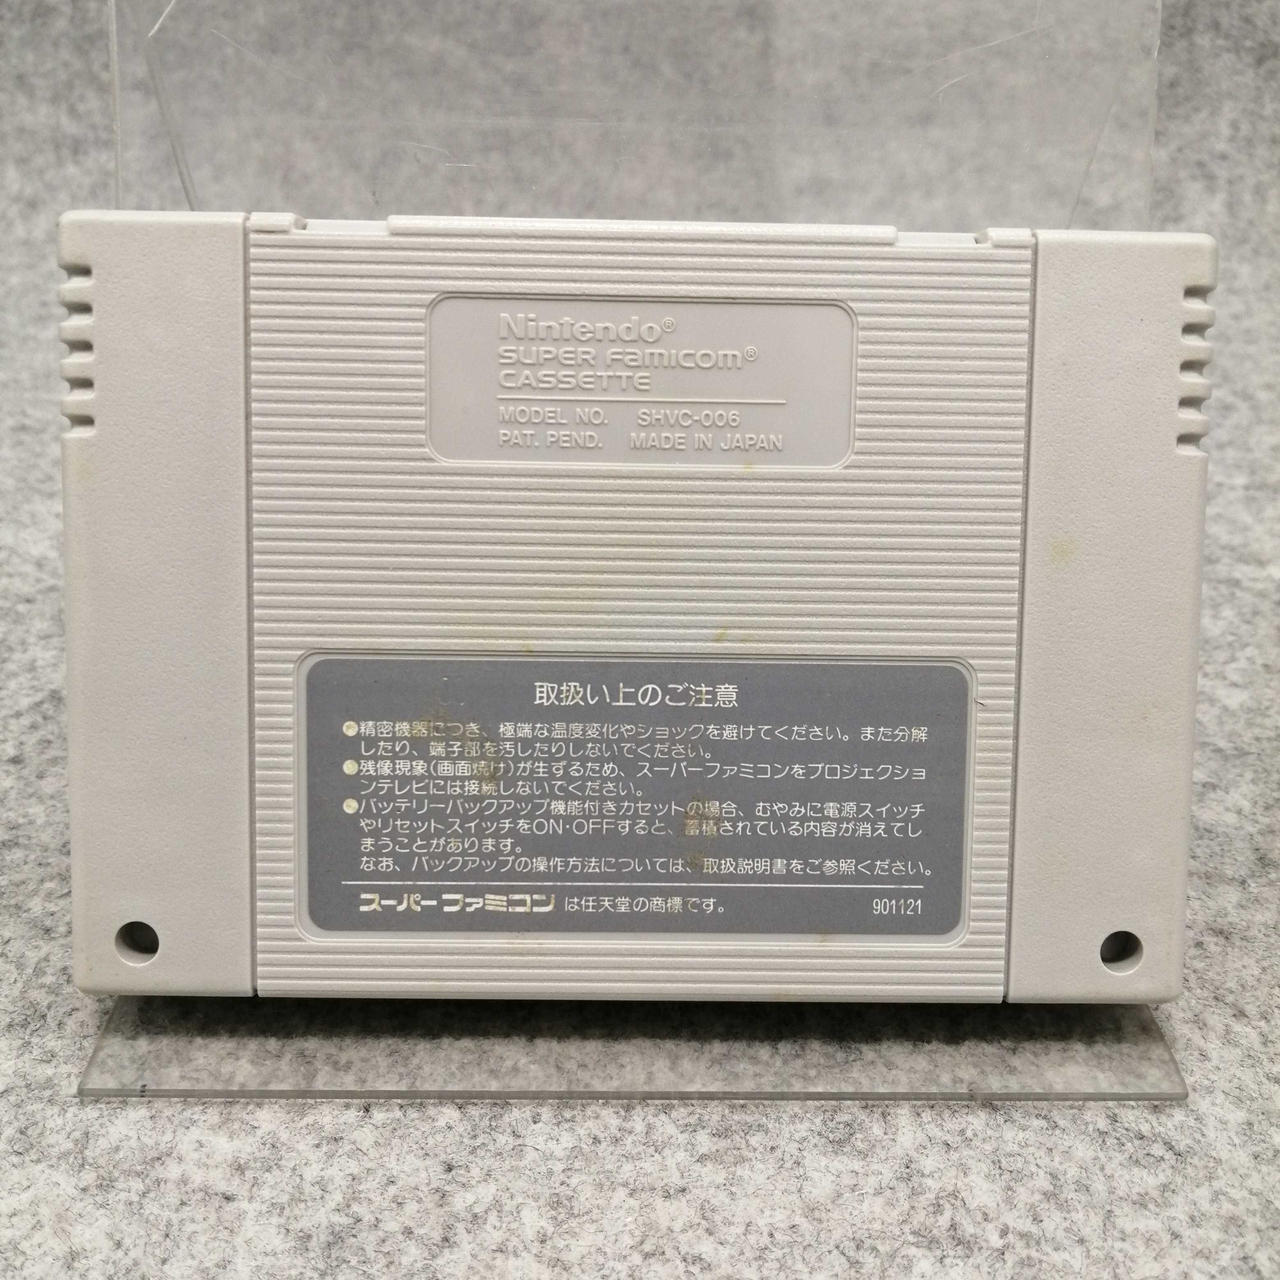 Nintendo®
SUPER FAMICOM®
CASSETTE
MODEL NO. SHVC-006
PAT. PEND. MADE IN JAPAN
取扱い上のご注意
●精密機器につき、極端な温度変化やショックを避けてください。また分解
したり、端子部を汚したりしないでください。
●残像現象(画面焼け)が生ずるため、スーパーファミコンをプロジェクショ
ンテレビには接続しないでください。
●バッテリーバックアップ機能付きカセットの場合、むやみに電源スイッチ
やリセットスイッチをON・OFFすると、蓄積されている内容が消えてし
まうことがあります。
なお、バックアップの操作方法については、取扱説明書をご参照ください。
スーパーファミコン は任天堂の商標です。 901121